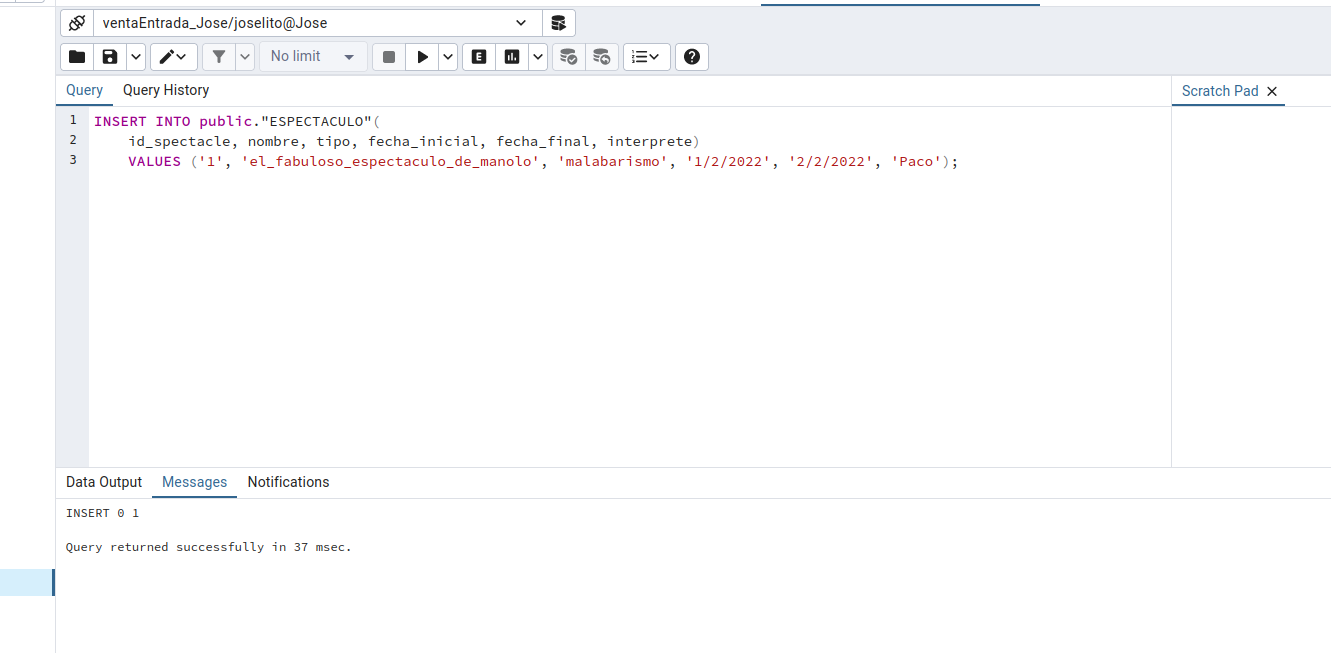 ventaEntrada_Jose/joselito@Jose
No limit
E
Query Query History Scratch Pad
1 INSERT INTO public."ESPECTACULO"(
2 id_spectacle, nombre, tipo, fecha_inicial, fecha_final, interprete)
3 VALUES ('1', 'el_fabuloso_espectaculo_de_manolo', 'malabarismo', '1/2/2022', '2/2/2022', 'Paco');
Data Output Messages Notifications
INSERT 0 1
Query returned successfully in 37 msec.